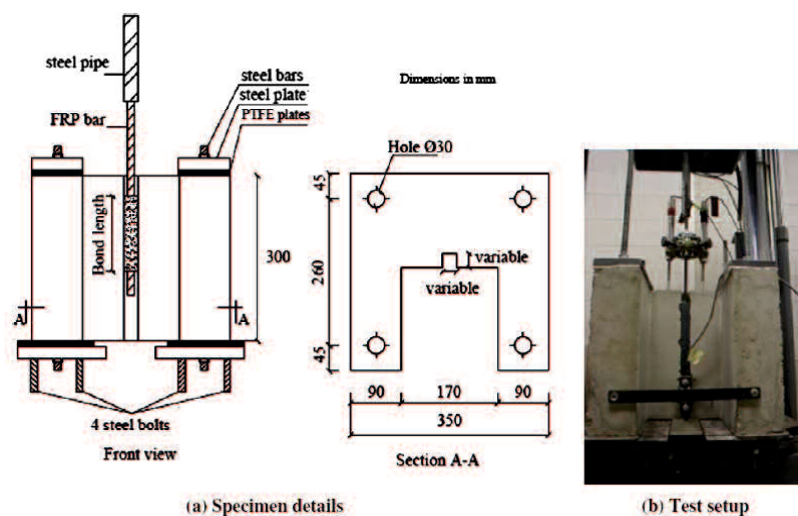 steel pipe
FRP bar
steel bars
steel plate
PTFE plates
Bond length
300
A
A
4 steel bolts
Front view
Dimensions in mm
Hole Ø30
45
260
45
variable
variable
90
170
90
350
Section A-A
(a) Specimen details
(b) Test setup